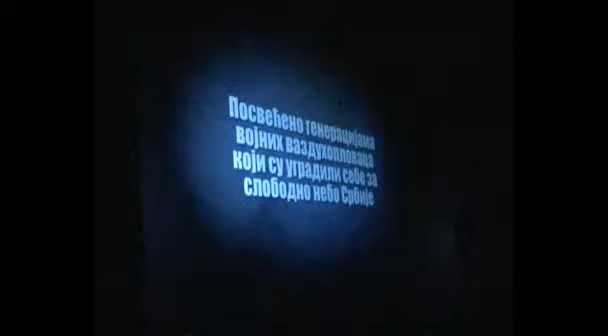 Посвећено генерацијама
војних ваздухопловаца
који су уградили себе за
слободно небо Србије